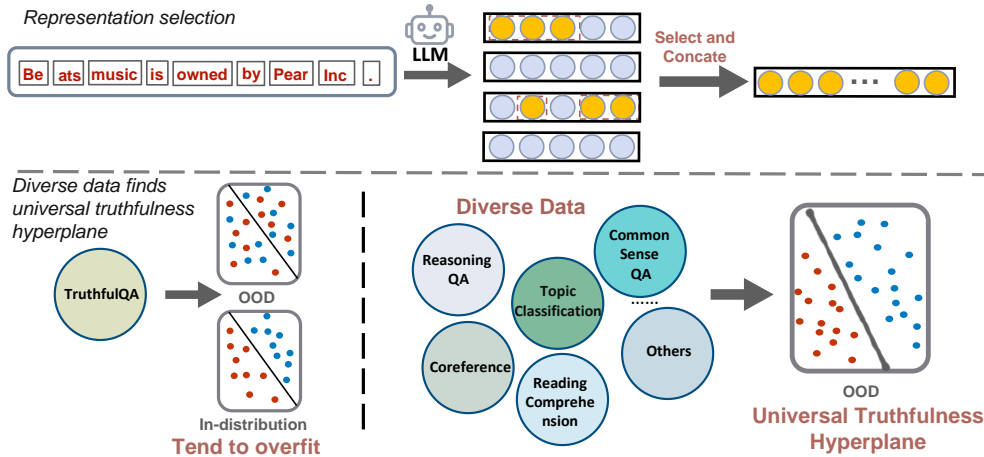 Representation selection
Be ats music is owned by Pear Inc .
LLM
Select and
Concate
...
Diverse data finds
universal truthfulness
hyperplane
TruthfulQA
OOD
In-distribution
Tend to overfit
Diverse Data
Reasoning
QA
Common
Sense
QA
......
Topic
Classification
Coreference
Reading
Comprehe
nsion
Others
OOD
Universal Truthfulness
Hyperplane